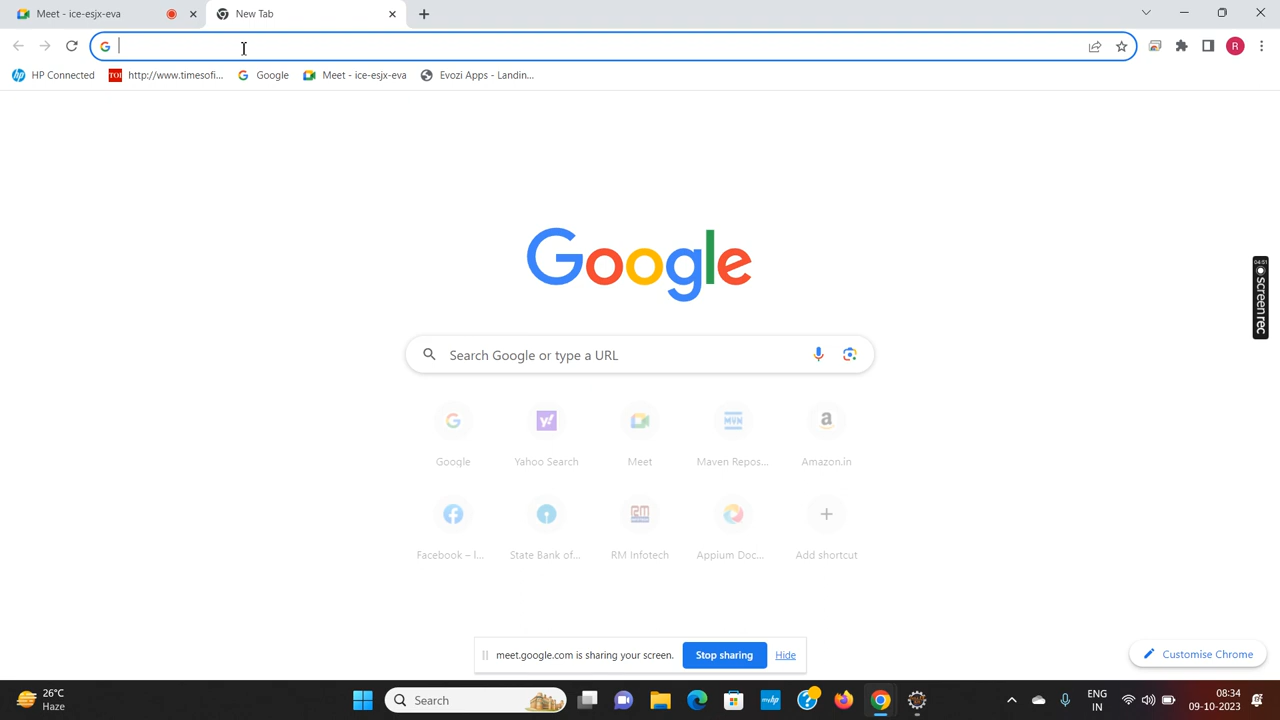 Meet - ice-esjx-eva
New Tab
HP Connected
TOI
http://www.timesofi...
Google
Meet - ice-esjx-eva
Evozi Apps - Landin...
R
Google
Search Google or type a URL
Google
Yahoo Search
Meet
Maven Repos...
Amazon.in
Facebook – l...
State Bank of...
RM Infotech
Appium Doc...
Add shortcut
04:51
screenrec
meet.google.com is sharing your screen.
Stop sharing
Hide
Customise Chrome
26°C
Haze
Search
ENG
IN
08:34
09-10-2023